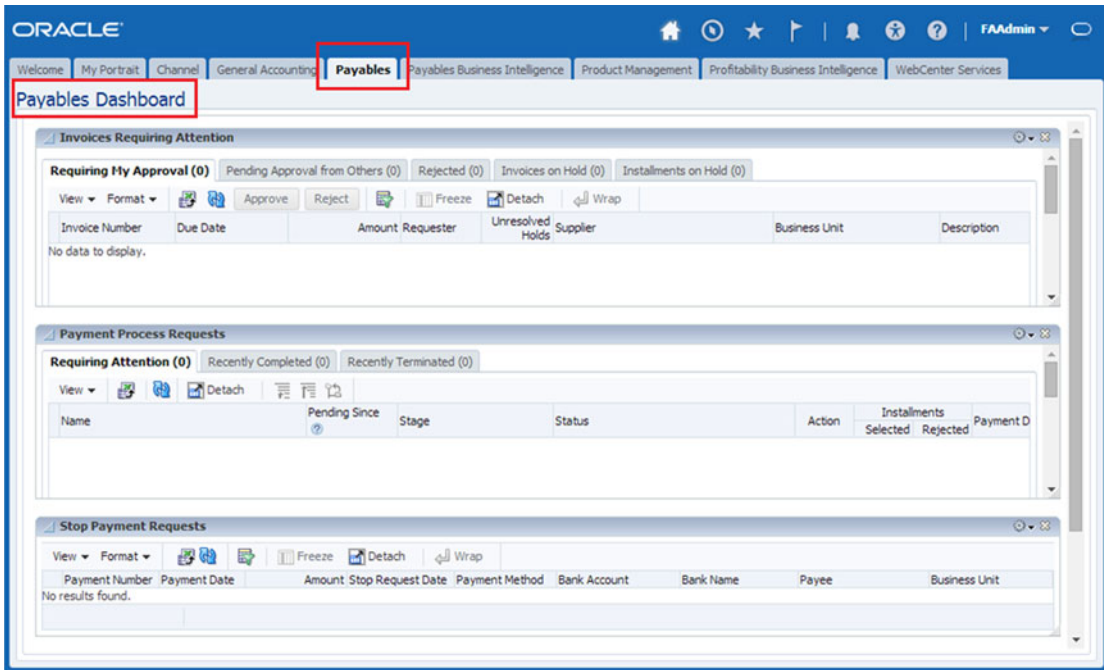 ORACLE® FAAdmin
Welcome My Portrait Channel General Accounting Payables Payables Business Intelligence Product Management Profitability Business Intelligence WebCenter Services
Payables Dashboard
Invoices Requiring Attention
Requiring My Approval (0) Pending Approval from Others (0) Rejected (0) Invoices on Hold (0) Installments on Hold (0)
View Format Approve Reject Freeze Detach Wrap
Invoice Number Due Date Amount Requester Unresolved Holds Supplier Business Unit Description
No data to display.
Payment Process Requests
Requiring Attention (0) Recently Completed (0) Recently Terminated (0)
View Detach
Name Pending Since Stage Status Action Installments Payment D
Selected Rejected
Stop Payment Requests
View Format Freeze Detach Wrap
Payment Number Payment Date Amount Stop Request Date Payment Method Bank Account Bank Name Payee Business Unit
No results found.